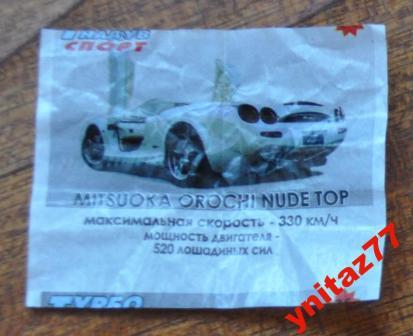 СПОРТ
MITSUOKA OROCHI NUDE TOP
максимальная скорость - 330 км/ч
мощность двигателя -
520 лошадиных сил
ТУРБО
ynitaz77